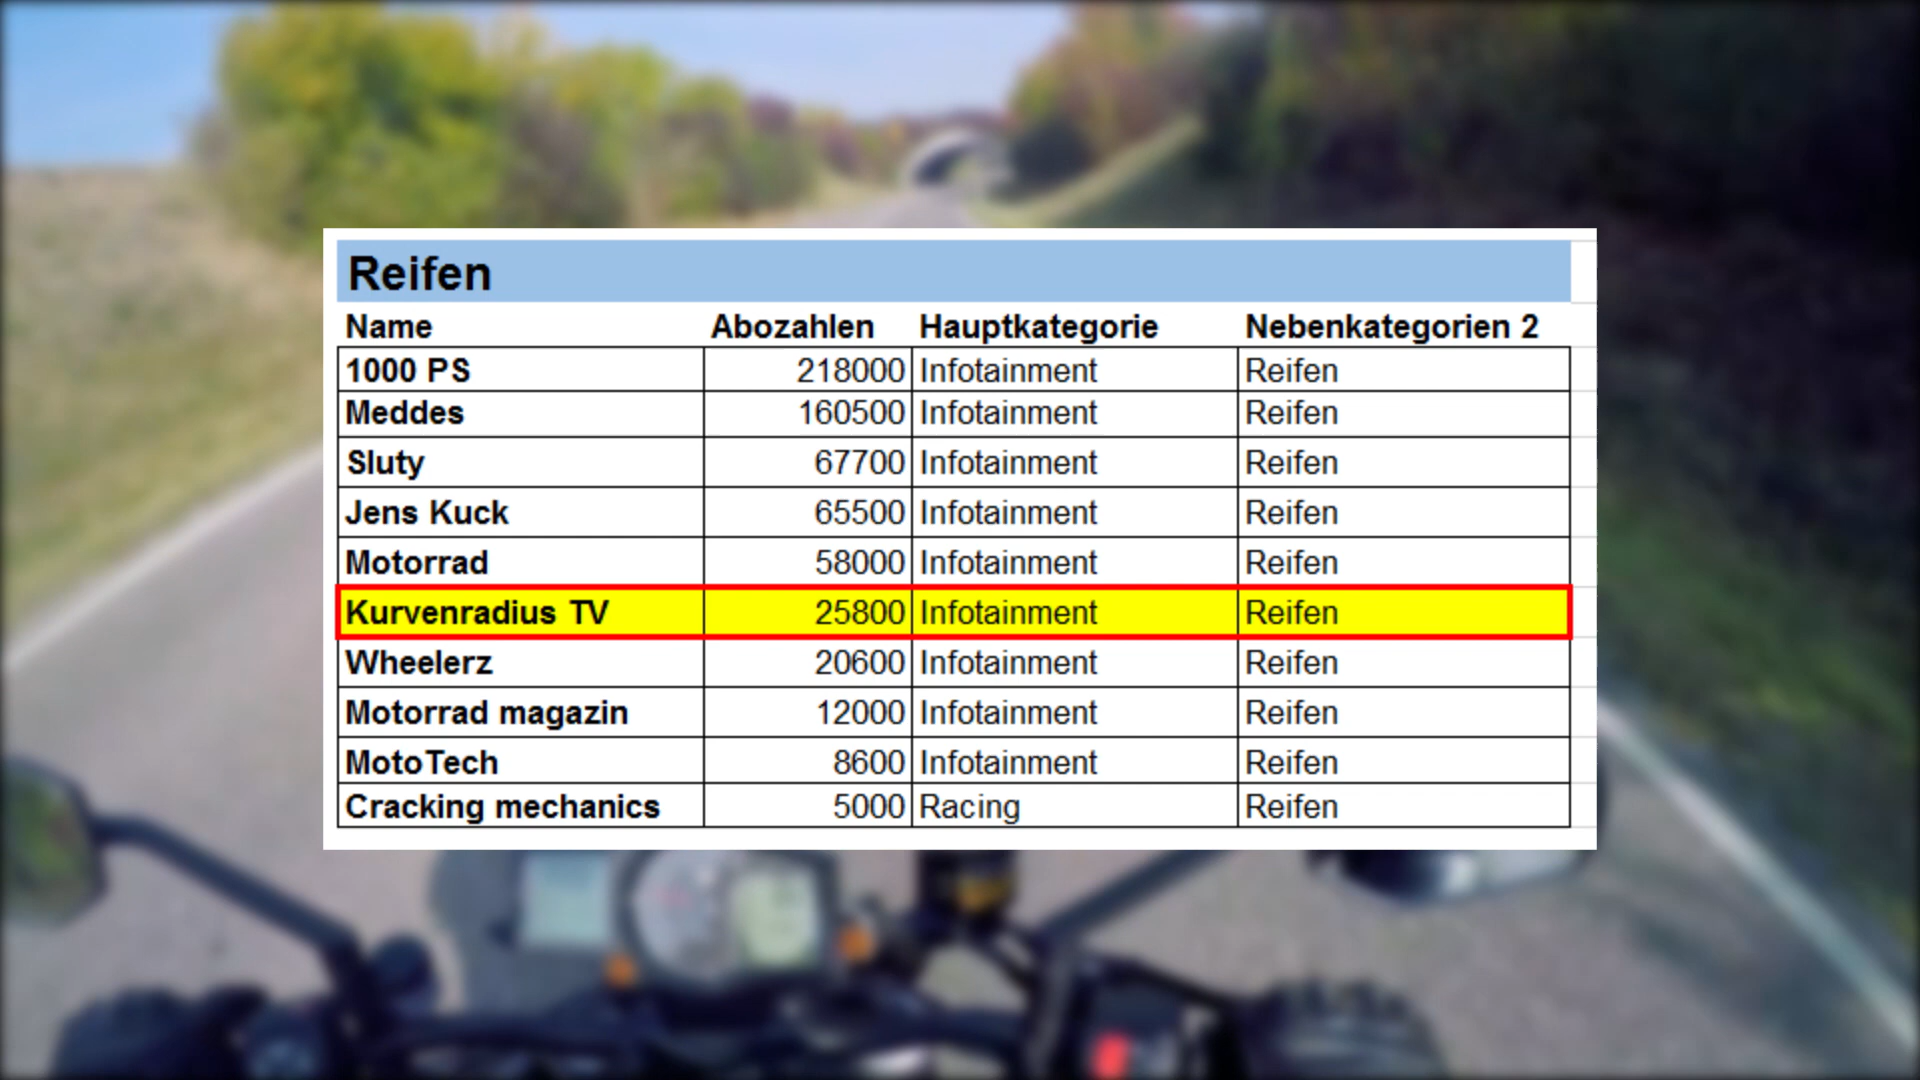 Reifen
Name Abozahlen Hauptkategorie Nebenkategorien 2
1000 PS 218000 Infotainment Reifen
Meddes 160500 Infotainment Reifen
Sluty 67700 Infotainment Reifen
Jens Kuck 65500 Infotainment Reifen
Motorrad 58000 Infotainment Reifen
Kurvenradius TV 25800 Infotainment Reifen
Wheelerz 20600 Infotainment Reifen
Motorrad magazin 12000 Infotainment Reifen
MotoTech 8600 Infotainment Reifen
Cracking mechanics 5000 Racing Reifen